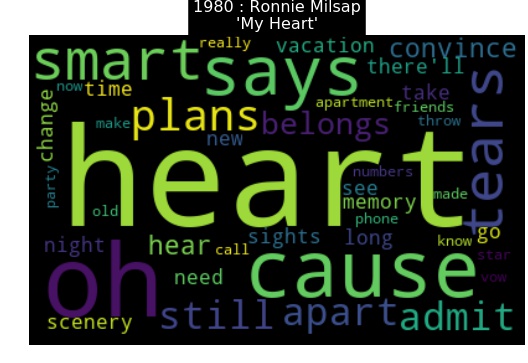 1980 : Ronnie Milsap
'My Heart'
really
smart
says
vacation
convince
there'll
now
time
change
plans
apartment
friends
take
tears
make
belongs
throw
new
heart
party
numbers
see
memory
made
old
phone
night
hear
call
sights
long
know
go
need
cause
star
vow
oh
scenery
still
apart
admit